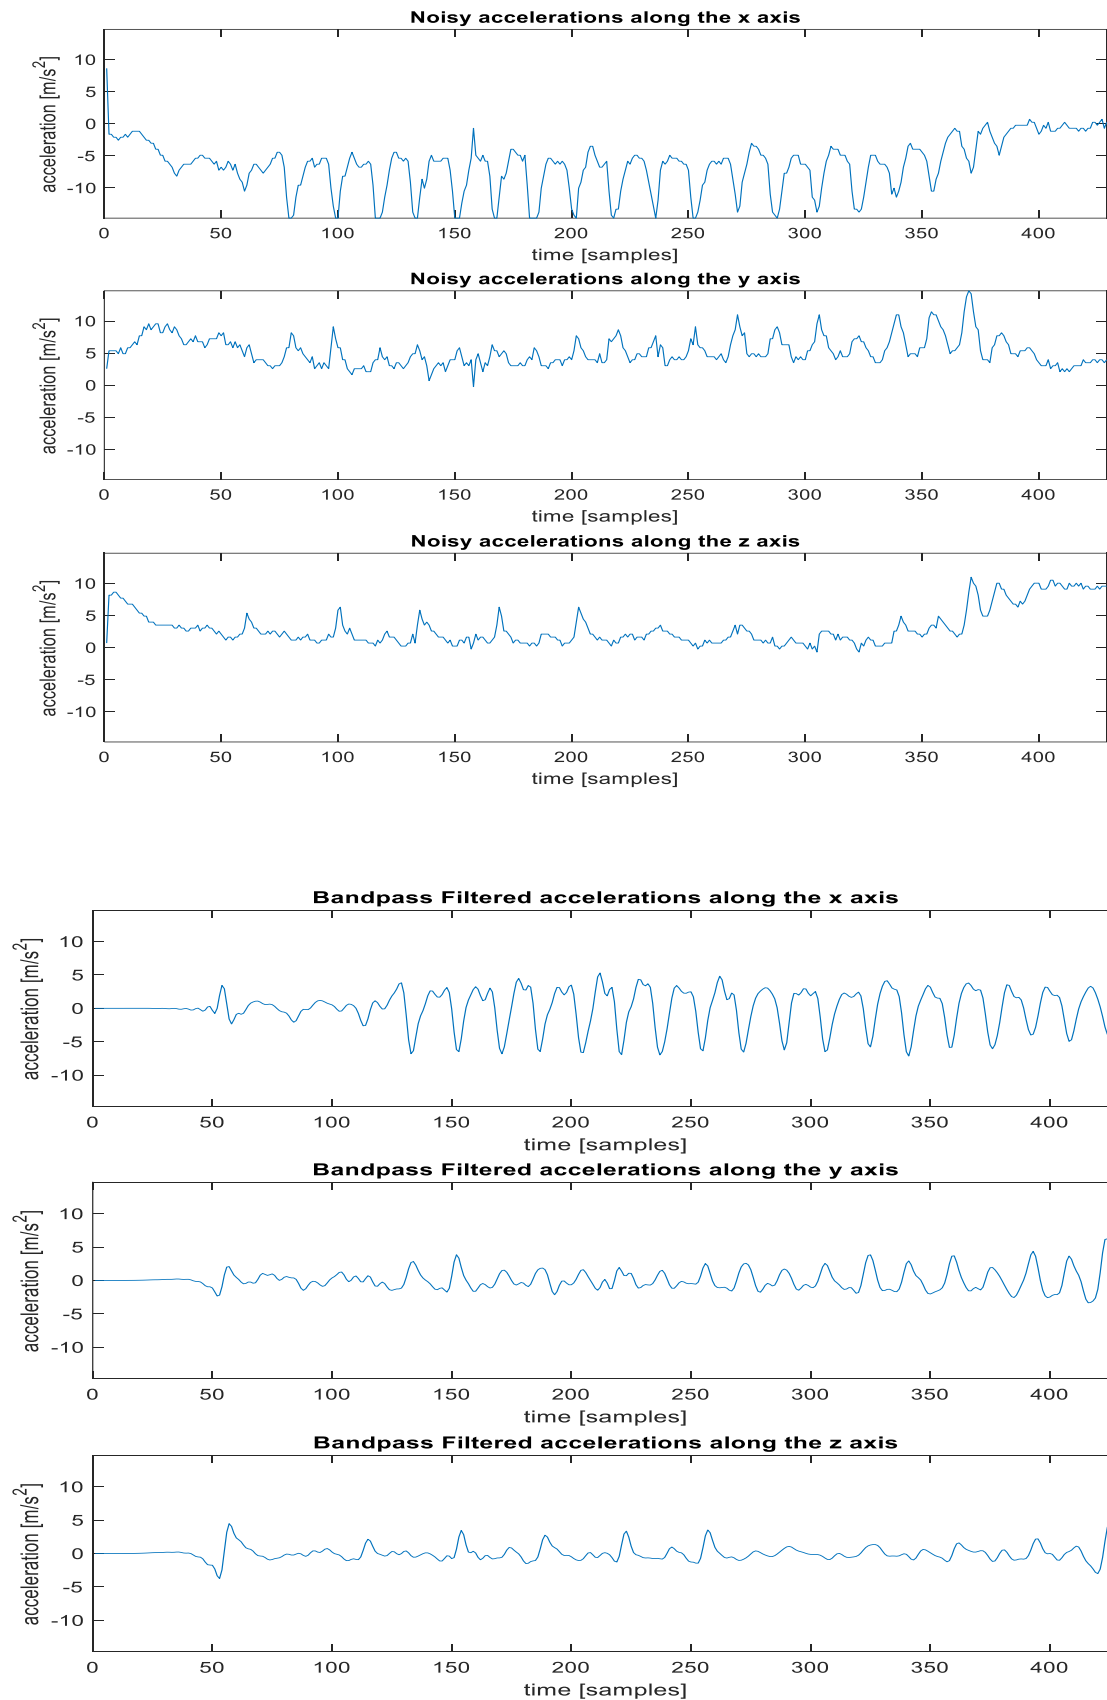 Noisy accelerations along the x axis
10
5
0
-5
-10
acceleration [m/s²]
0 50 100 150 200 250 300 350 400
time [samples]
Noisy accelerations along the y axis
10
5
0
-5
-10
acceleration [m/s²]
0 50 100 150 200 250 300 350 400
time [samples]
Noisy accelerations along the z axis
10
5
0
-5
-10
acceleration [m/s²]
0 50 100 150 200 250 300 350 400
time [samples]
Bandpass Filtered accelerations along the x axis
10
5
0
-5
-10
acceleration [m/s²]
0 50 100 150 200 250 300 350 400
time [samples]
Bandpass Filtered accelerations along the y axis
10
5
0
-5
-10
acceleration [m/s²]
0 50 100 150 200 250 300 350 400
time [samples]
Bandpass Filtered accelerations along the z axis
10
5
0
-5
-10
acceleration [m/s²]
0 50 100 150 200 250 300 350 400
time [samples]